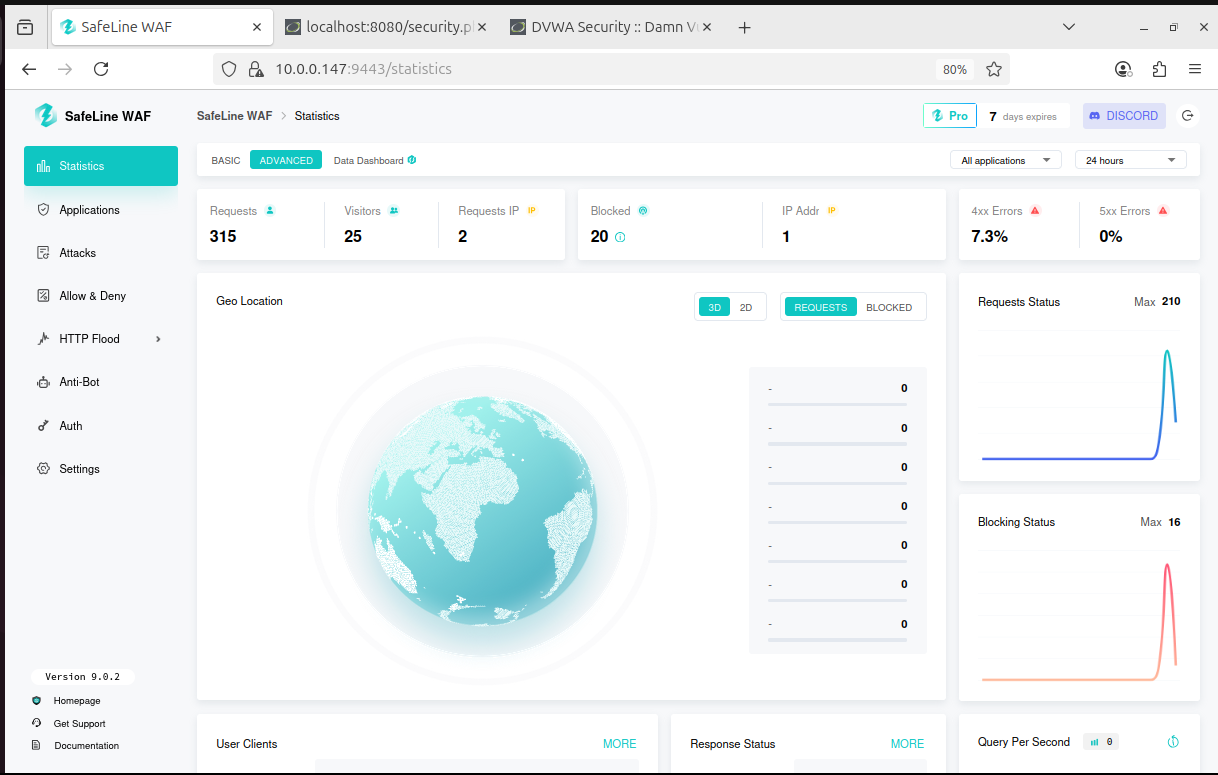 SafeLine WAF
localhost:8080/security.p
DVWA Security :: Damn V
10.0.0.147:9443/statistics
80%
SafeLine WAF
SafeLine WAF > Statistics
Pro
7 days expires
DISCORD
Statistics
Applications
Attacks
Allow & Deny
HTTP Flood
Anti-Bot
Auth
Settings
Version 9.0.2
Homepage
Get Support
Documentation
BASIC
ADVANCED
Data Dashboard
All applications
24 hours
Requests
315
Visitors
25
Requests IP IP
2
Blocked
20
IP Addr IP
1
4xx Errors
7.3%
5xx Errors
0%
Geo Location
3D
2D
REQUESTS
BLOCKED
- 0
- 0
- 0
- 0
- 0
- 0
- 0
Requests Status
Max 210
Blocking Status
Max 16
User Clients
MORE
Response Status
MORE
Query Per Second
0